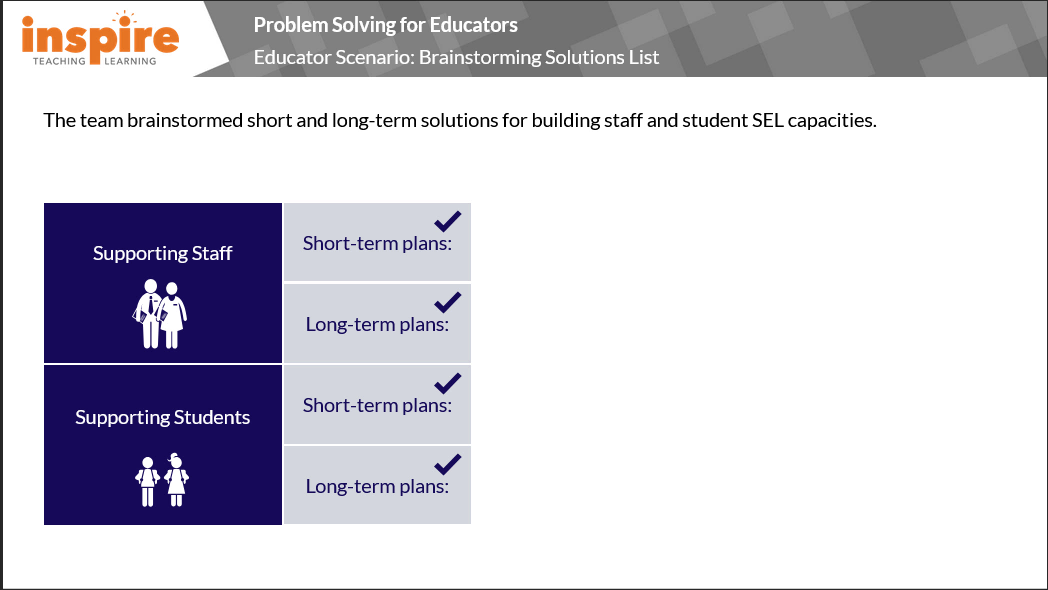 inspire
TEACHING LEARNING
Problem Solving for Educators
Educator Scenario: Brainstorming Solutions List
The team brainstormed short and long-term solutions for building staff and student SEL capacities.
Supporting Staff
Short-term plans:
Long-term plans:
Supporting Students
Short-term plans:
Long-term plans: